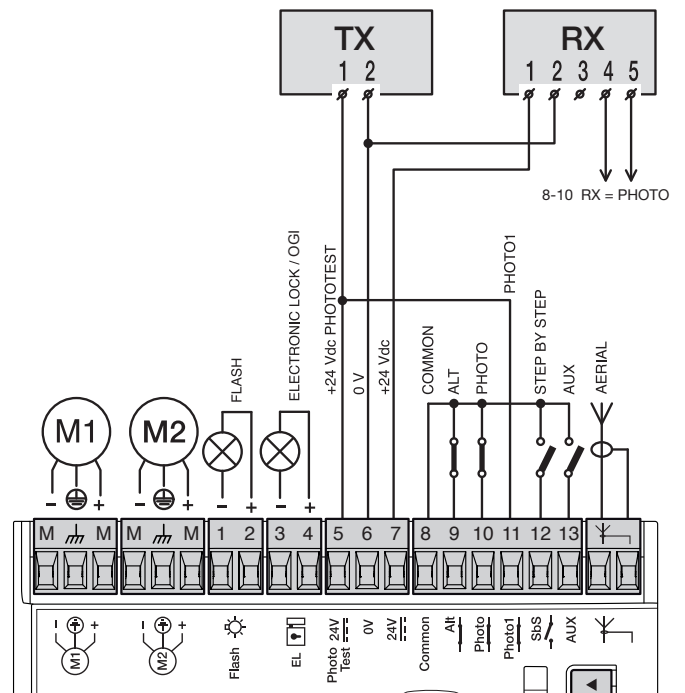 TX
1 2
RX
1 2 3 4 5
8-10 RX = PHOTO
FLASH
ELECTRONIC LOCK / OGI
+24 Vdc PHOTOTEST
0 V
+24 Vdc
COMMON
ALT
PHOTO
PHOTO1
STEP BY STEP
AUX
AERIAL
M1
M2
- +
- +
- +
- +
M M M M 1 2 3 4 5 6 7 8 9 10 11 12 13
- +
M1
- +
M2
Flash
EL
Photo 24V
Test
0V
24V
Common
Alt
Photo
Photo1
SbS
AUX